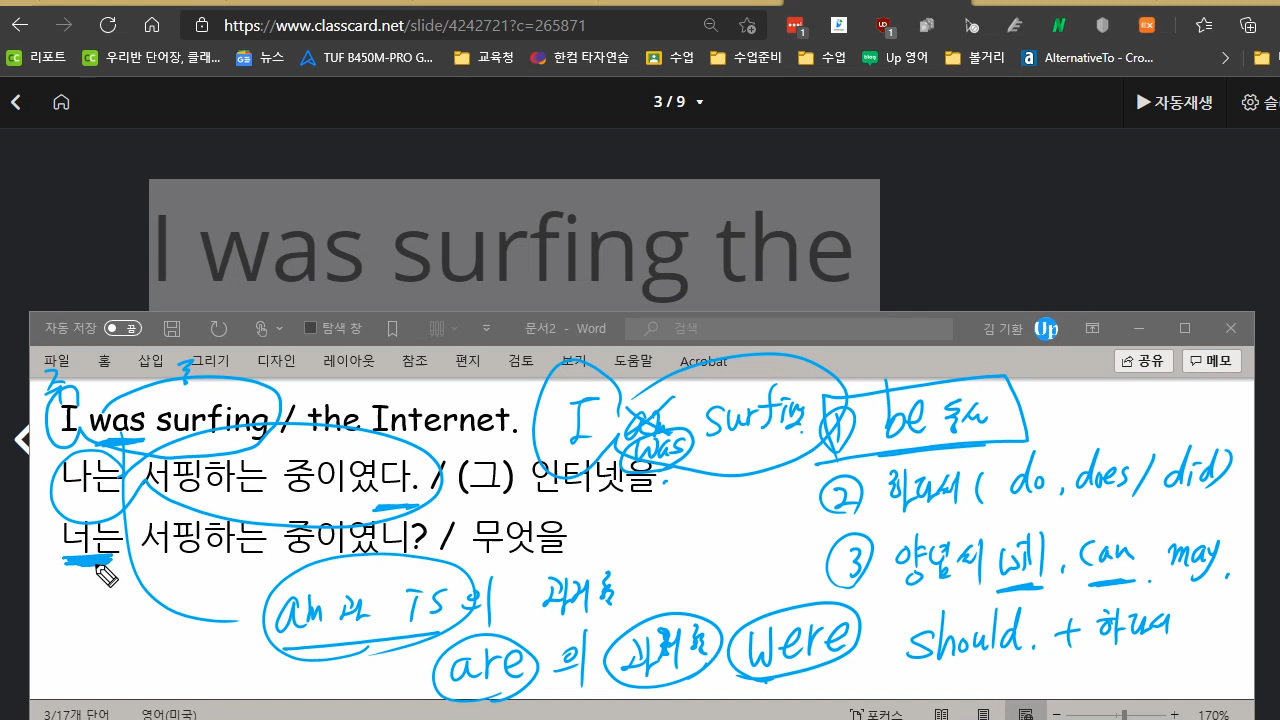 https://www.classcard.net/slide/4242721?c=265871
리포트 우리반 단어장, 클래... 뉴스 TUF B450M-PRO G... 교육청 한컴 타자연습 수업 수업준비 수업 Up 영어 볼거리 AlternativeTo - Cro...
3 / 9 자동재생 슬
I was surfing the
자동 저장 끔 탐색 창 문서2 - Word 검색 김 기환 Up
파일 홈 삽입 그리기 디자인 레이아웃 참조 편지 검토 보기 도움말 Acrobat 공유 메모
I was surfing / the Internet.
I was surfing ① be 동사
나는 서핑하는 중이였다. / (그) 인터넷을
② 하다씨 ( do, does / did)
너는 서핑하는 중이였니? / 무엇을
③ 양념씨 will, can, may,
should. + 하다씨
am과 is의 과거형
are 의 과거형 were
3/17개 단어 영어(미국) 포커스 170%